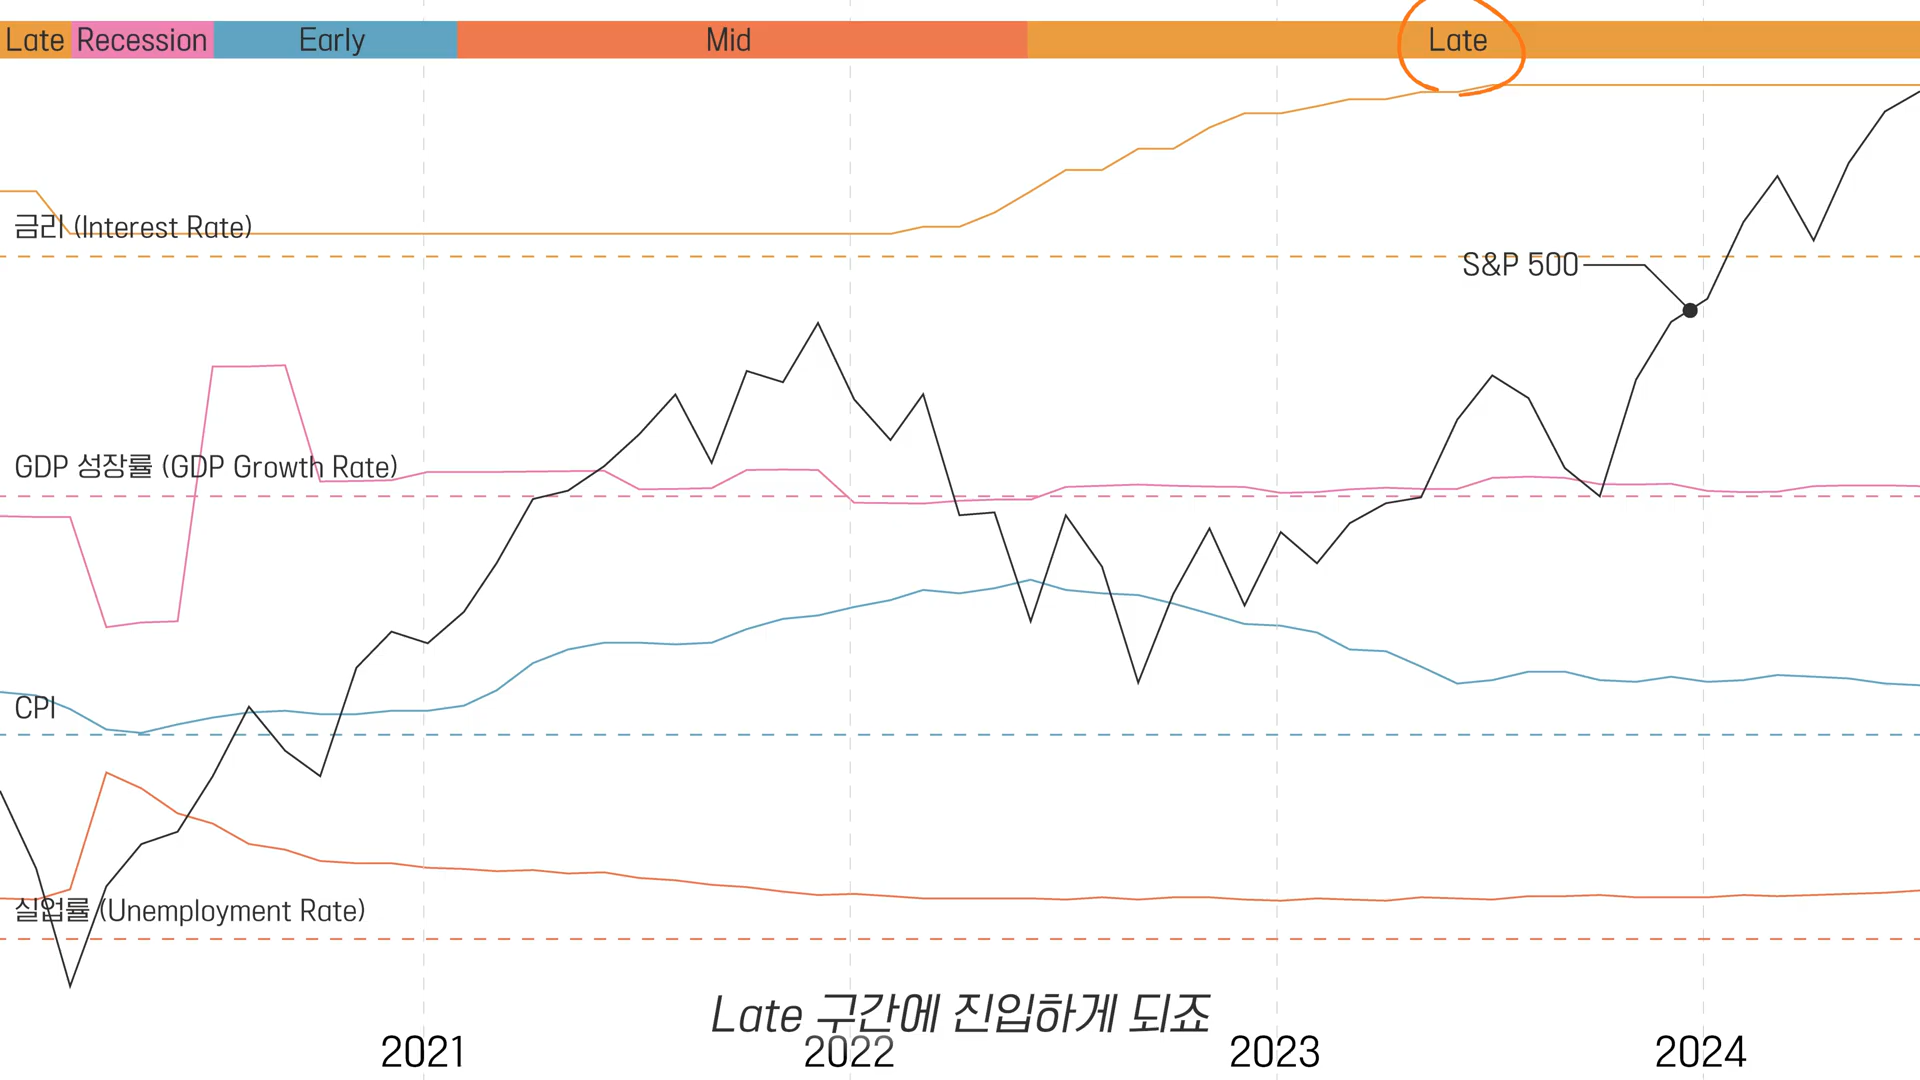 Late Recession Early Mid Late
금리 (Interest Rate)
S&P 500
GDP 성장률 (GDP Growth Rate)
CPI
실업률 (Unemployment Rate)
Late 구간에 진입하게 되죠
2021 2022 2023 2024